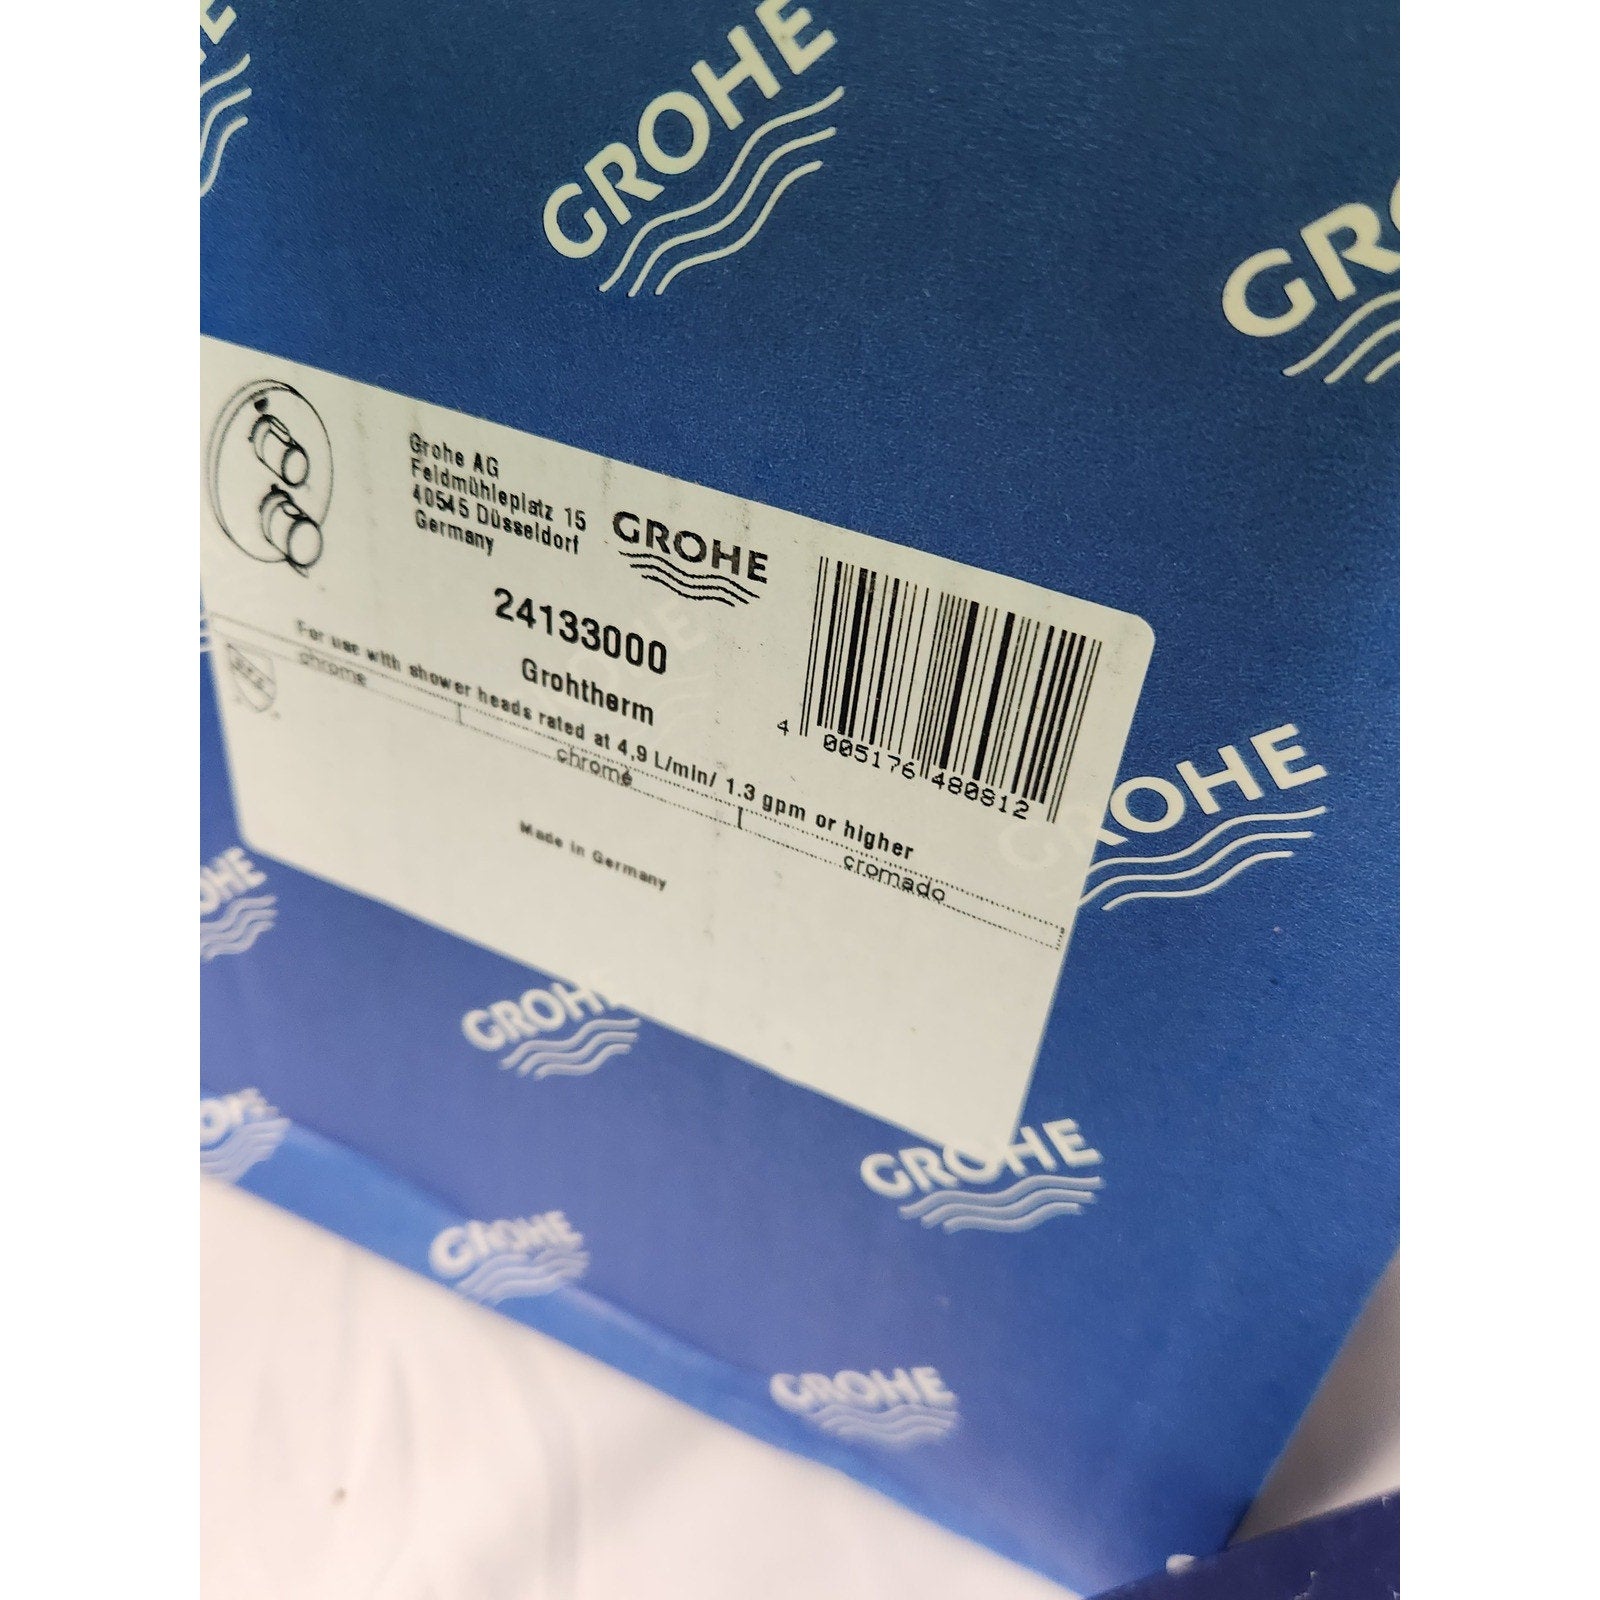 GROHE
GR
Grohe AG
Feldmühleplatz 15
40545 Düsseldorf
Germany
GROHE
24133000
Grohtherm
4 005176 480812
For use with shower heads rated at 4,9 L/min/ 1.3 gpm or higher
chrome
chrome
cromado
Made in Germany
GROHE
OHE
GROHE
GROHE
GROHE
GROHE